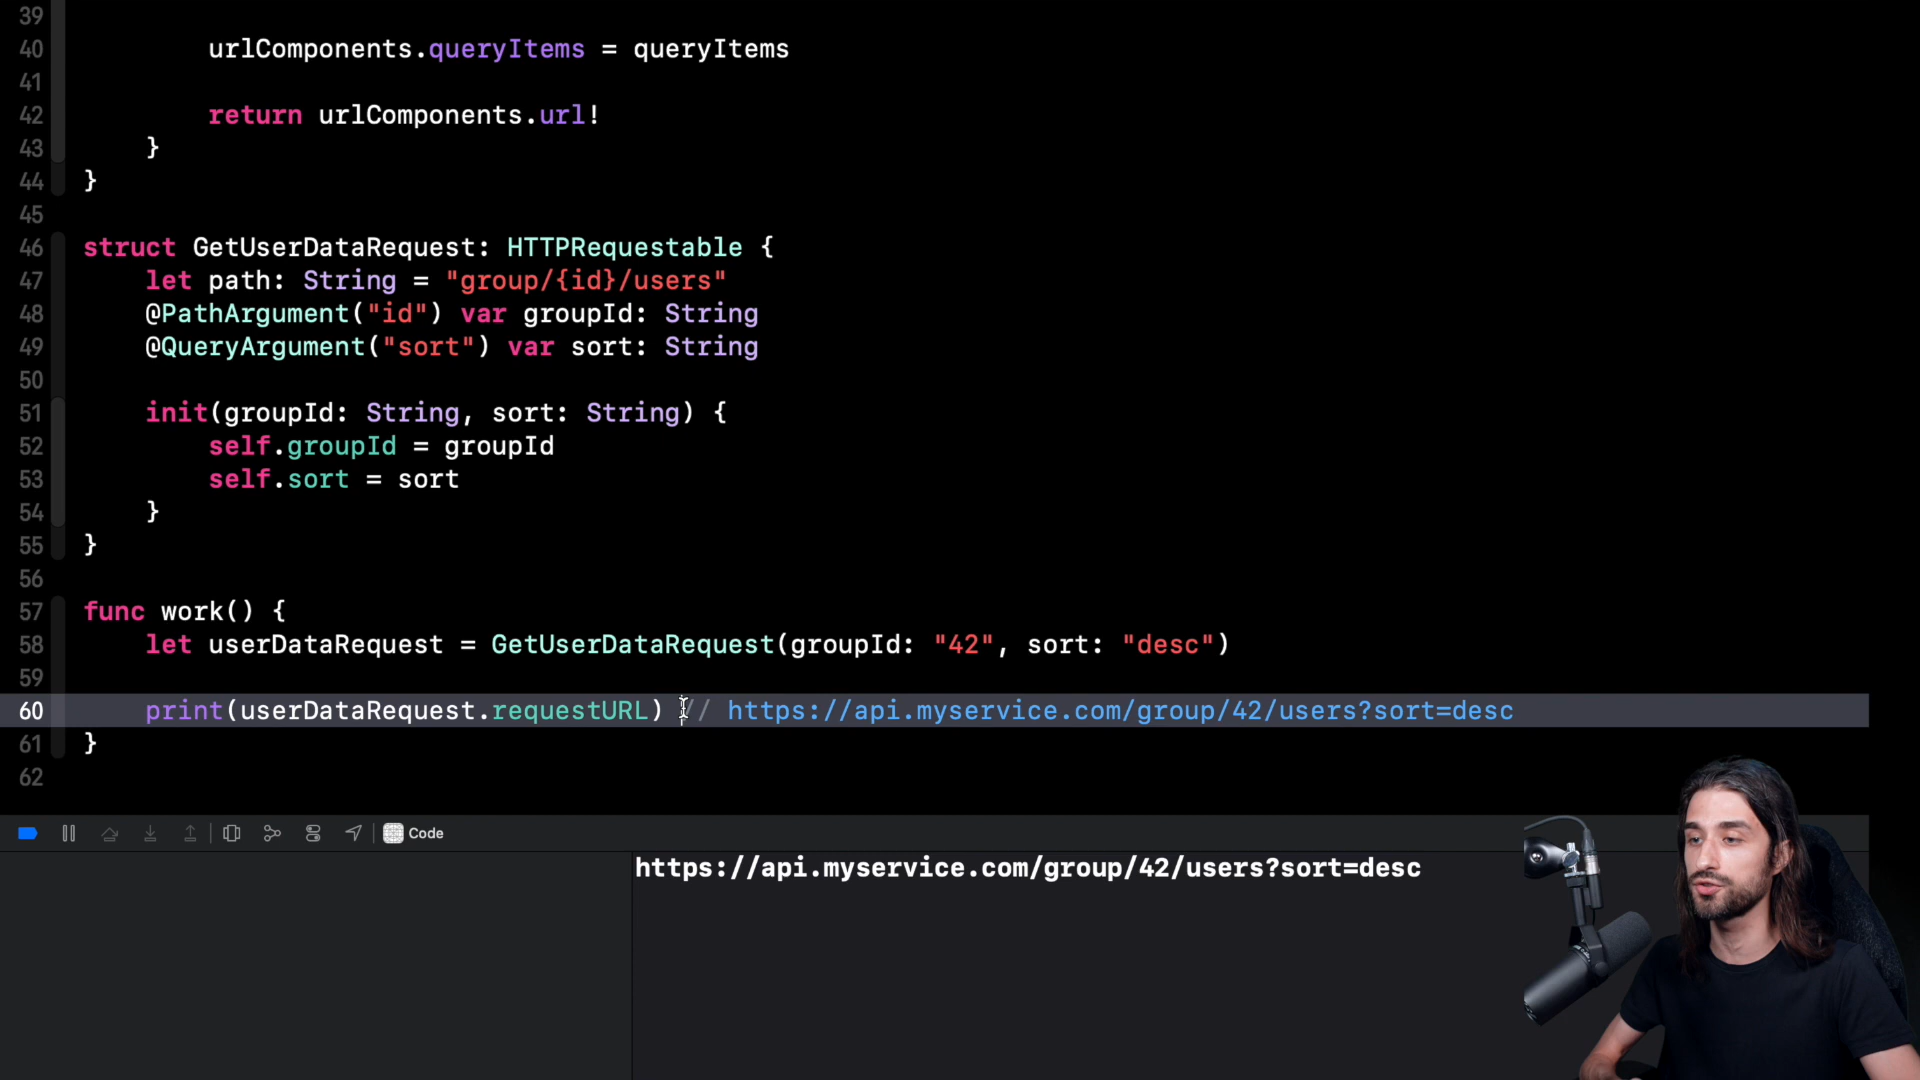 39
40 urlComponents.queryItems = queryItems
41
42 return urlComponents.url!
43 }
44 }
45
46 struct GetUserDataRequest: HTTPRequestable {
47 let path: String = "group/{id}/users"
48 @PathArgument("id") var groupId: String
49 @QueryArgument("sort") var sort: String
50
51 init(groupId: String, sort: String) {
52 self.groupId = groupId
53 self.sort = sort
54 }
55 }
56
57 func work() {
58 let userDataRequest = GetUserDataRequest(groupId: "42", sort: "desc")
59
60 print(userDataRequest.requestURL) // https://api.myservice.com/group/42/users?sort=desc
61 }
62
Code
https://api.myservice.com/group/42/users?sort=desc